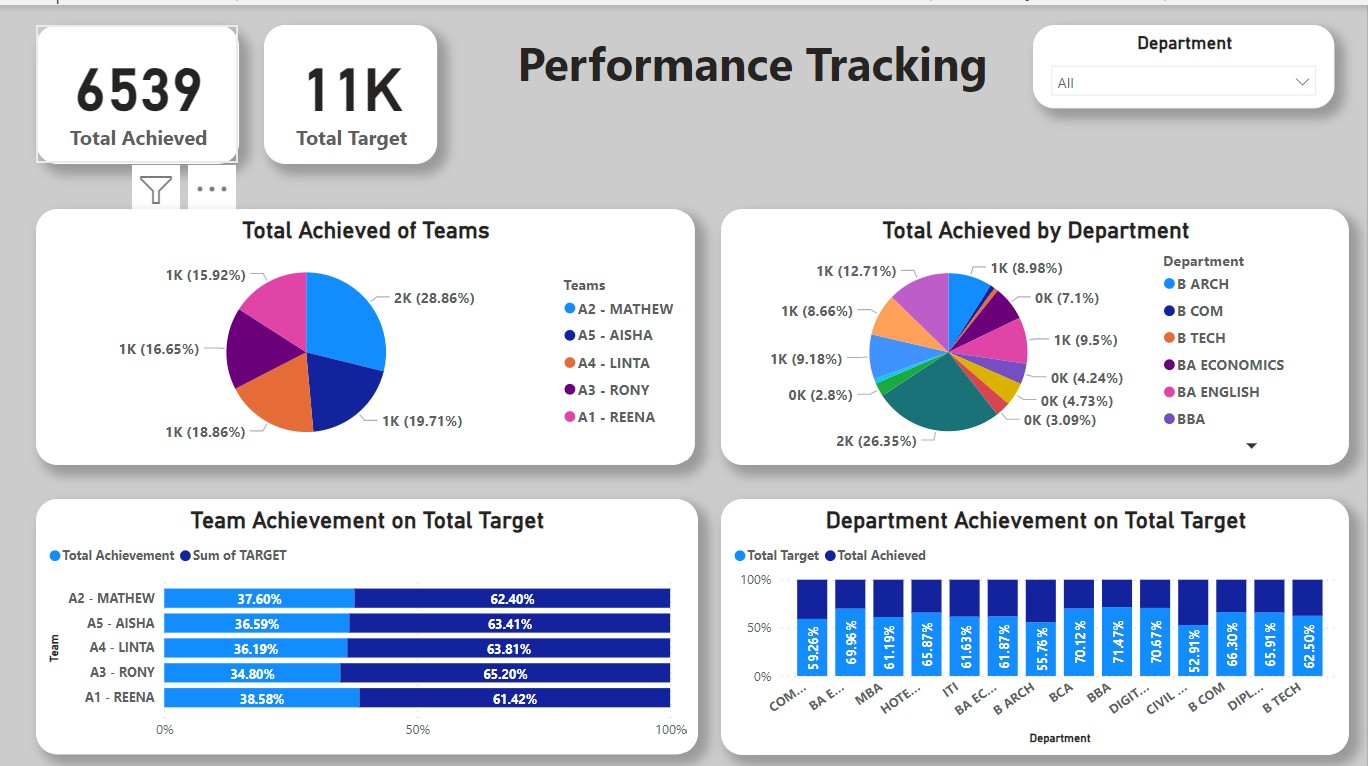 6539
Total Achieved
11K
Total Target
Performance Tracking
Department
All
Total Achieved of Teams
1K (15.92%)
2K (28.86%)
1K (16.65%)
1K (18.86%)
1K (19.71%)
Teams
A2 - MATHEW
A5 - AISHA
A4 - LINTA
A3 - RONY
A1 - REENA
Total Achieved by Department
1K (12.71%)
1K (8.98%)
0K (7.1%)
1K (8.66%)
1K (9.5%)
1K (9.18%)
0K (4.24%)
0K (2.8%)
0K (4.73%)
0K (3.09%)
2K (26.35%)
Department
B ARCH
B COM
B TECH
BA ECONOMICS
BA ENGLISH
BBA
Team Achievement on Total Target
Total Achievement
Sum of TARGET
Team
A2 - MATHEW 37.60% 62.40%
A5 - AISHA 36.59% 63.41%
A4 - LINTA 36.19% 63.81%
A3 - RONY 34.80% 65.20%
A1 - REENA 38.58% 61.42%
0% 50% 100%
Department Achievement on Total Target
Total Target
Total Achieved
100%
50%
0%
59.26%
69.96%
61.19%
65.87%
61.63%
61.87%
55.76%
70.12%
71.47%
70.67%
52.91%
66.30%
65.91%
62.50%
COM...
BA E...
MBA
HOTE...
ITI
BA EC...
B ARCH
BCA
BBA
DIGIT...
CIVIL ...
B COM
DIPL...
B TECH
Department